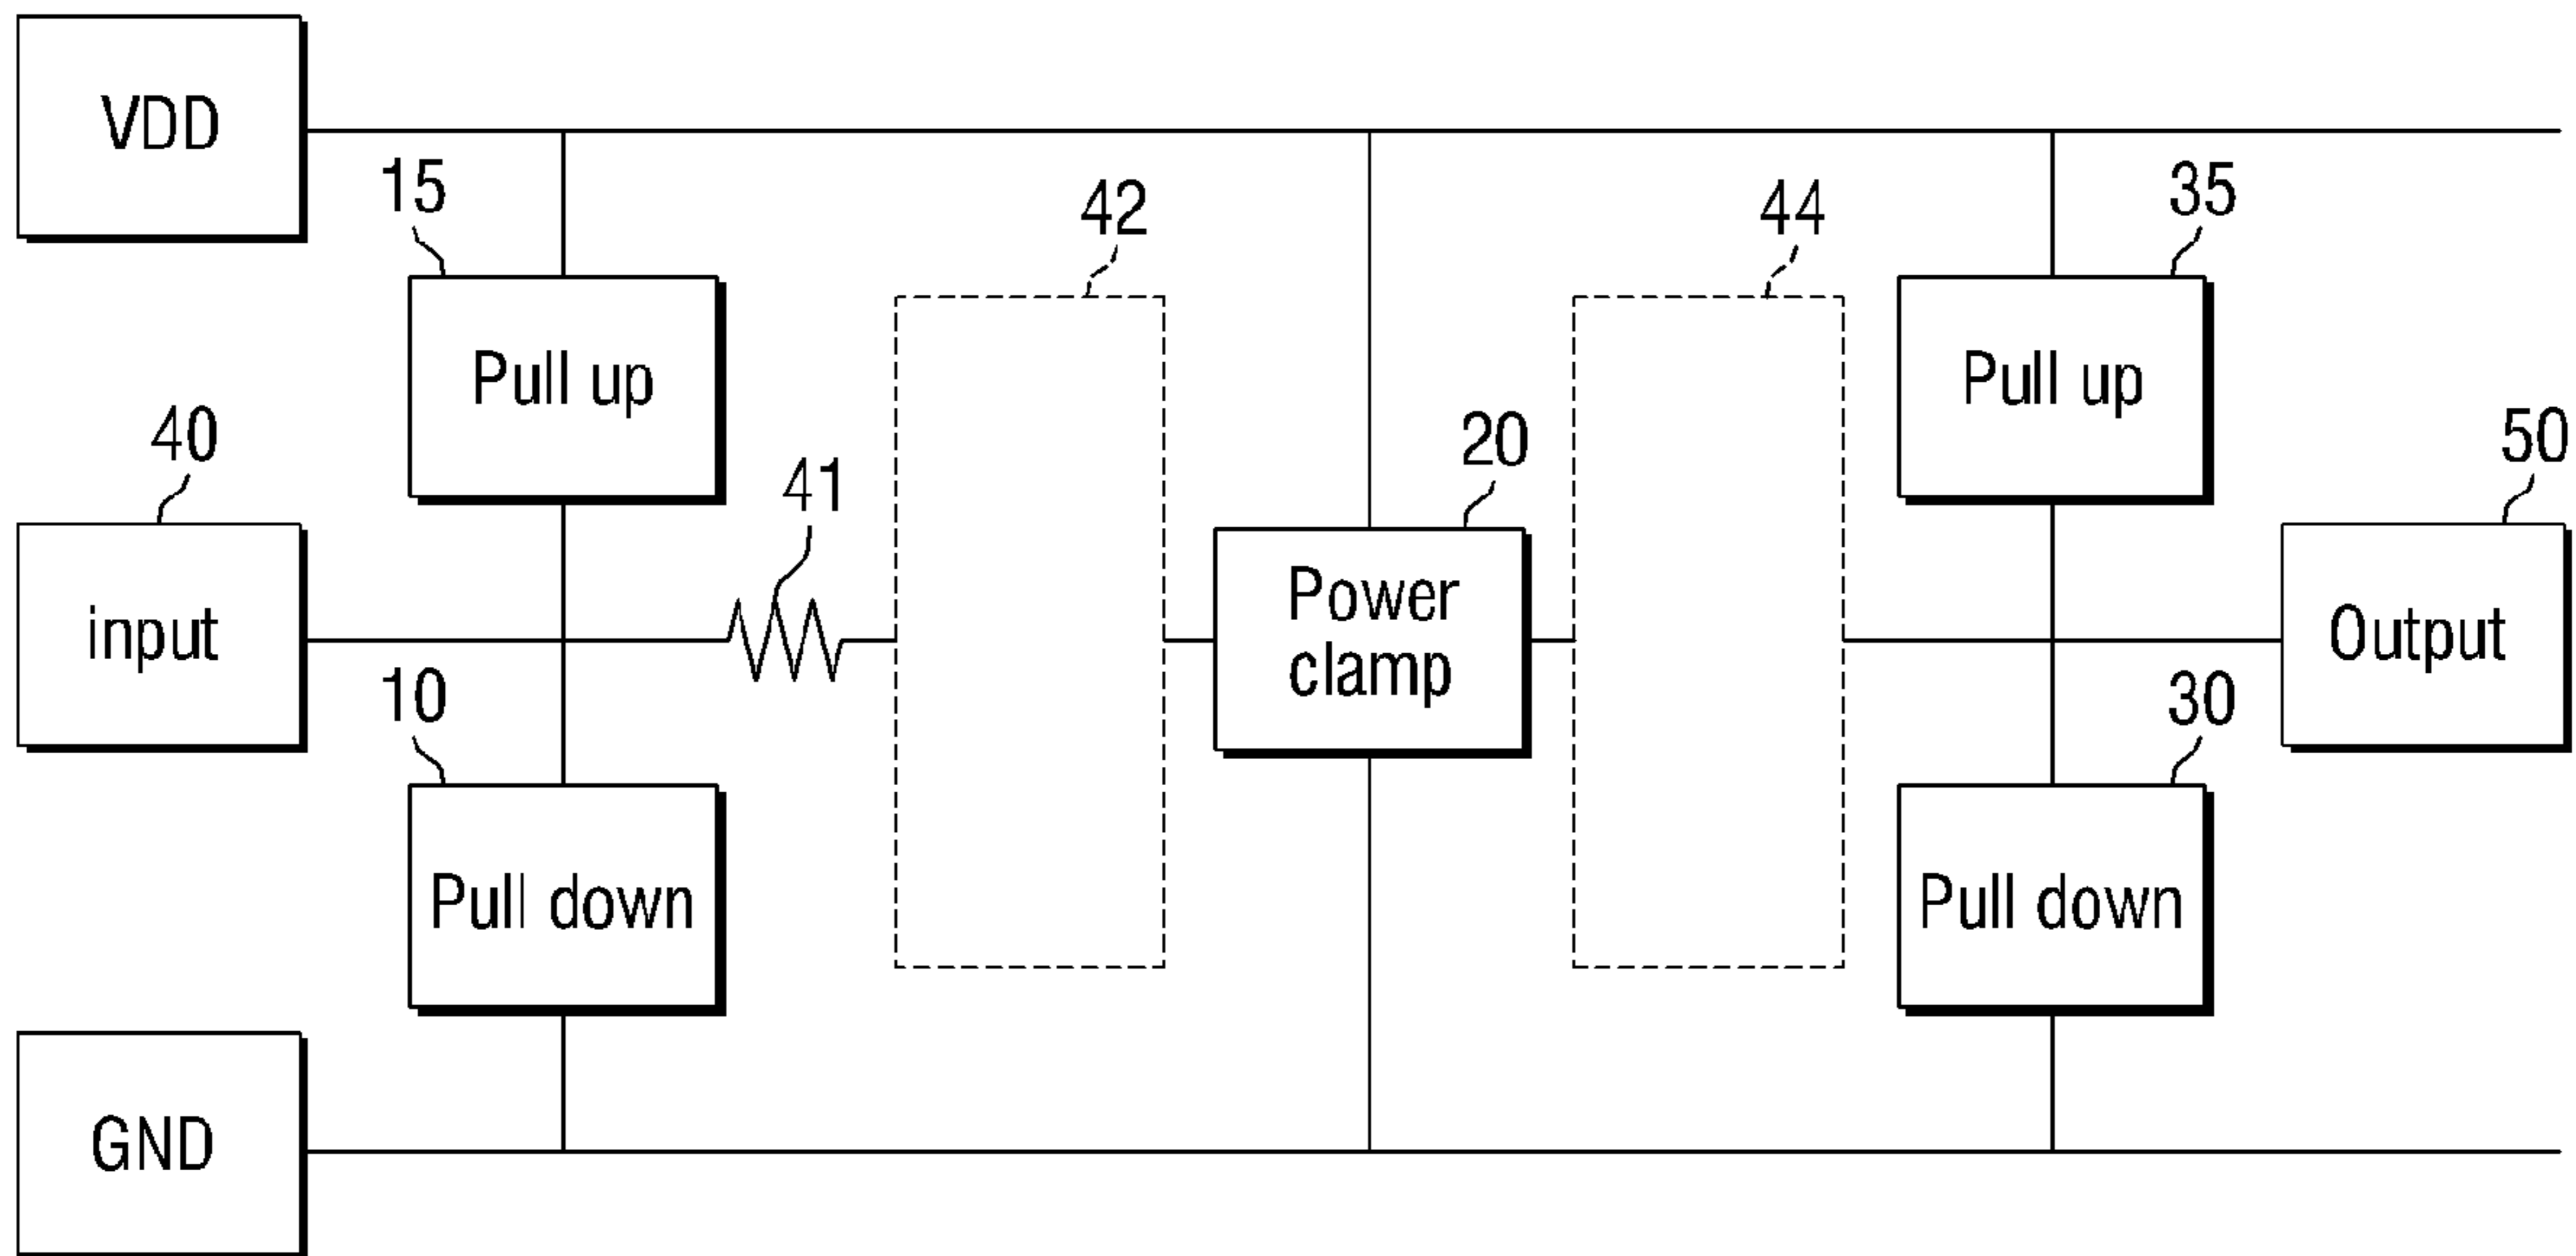 VDD
15
42
44
35
Pull up
Pull up
40
41
20
50
input
Power
clamp
Output
10
30
Pull down
Pull down
GND